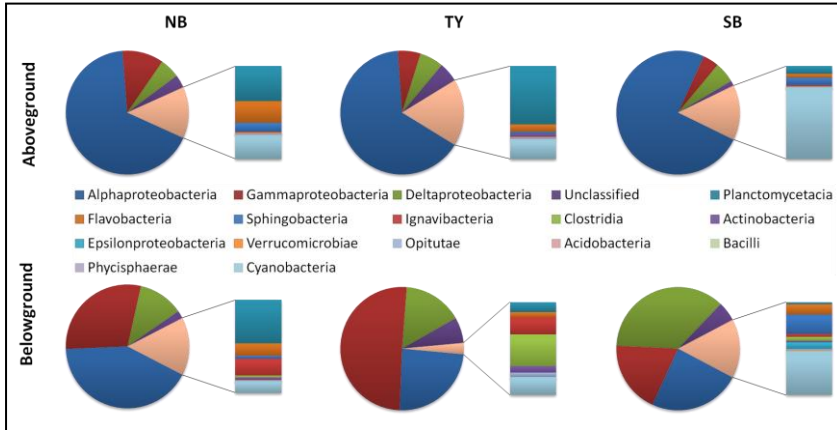 NB TY SB
Aboveground
Alphaproteobacteria Gammaproteobacteria Deltaproteobacteria Unclassified Planctomycetacia
Flavobacteria Sphingobacteria Ignavibacteria Clostridia Actinobacteria
Epsilonproteobacteria Verrucomicrobiae Opitutae Acidobacteria Bacilli
Phycisphaerae Cyanobacteria
Belowground